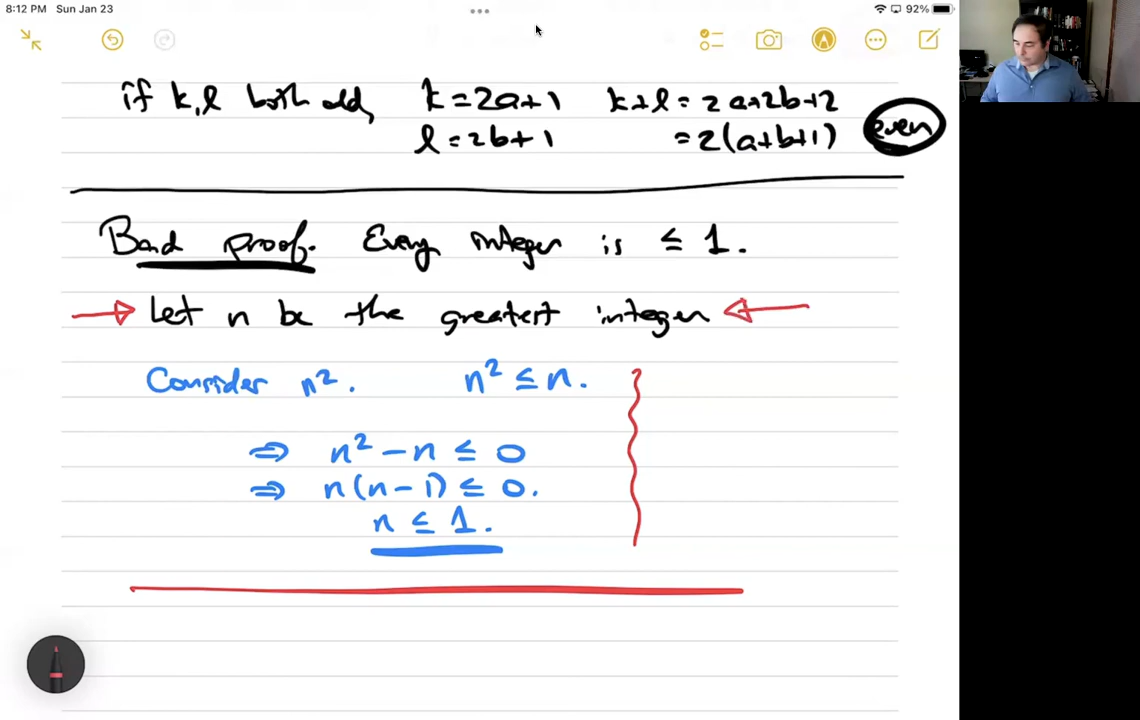 8:12 PM Sun Jan 23
92%
if k, l both odd, k = 2a+1 k+l = 2a+2b+2
l = 2b+1 = 2(a+b+1) even
Bad proof. Every integer is ≤ 1.
→ Let n be the greatest integer ←
Consider n². n² ≤ n.
⇒ n² − n ≤ 0
⇒ n(n−1) ≤ 0.
n ≤ 1.